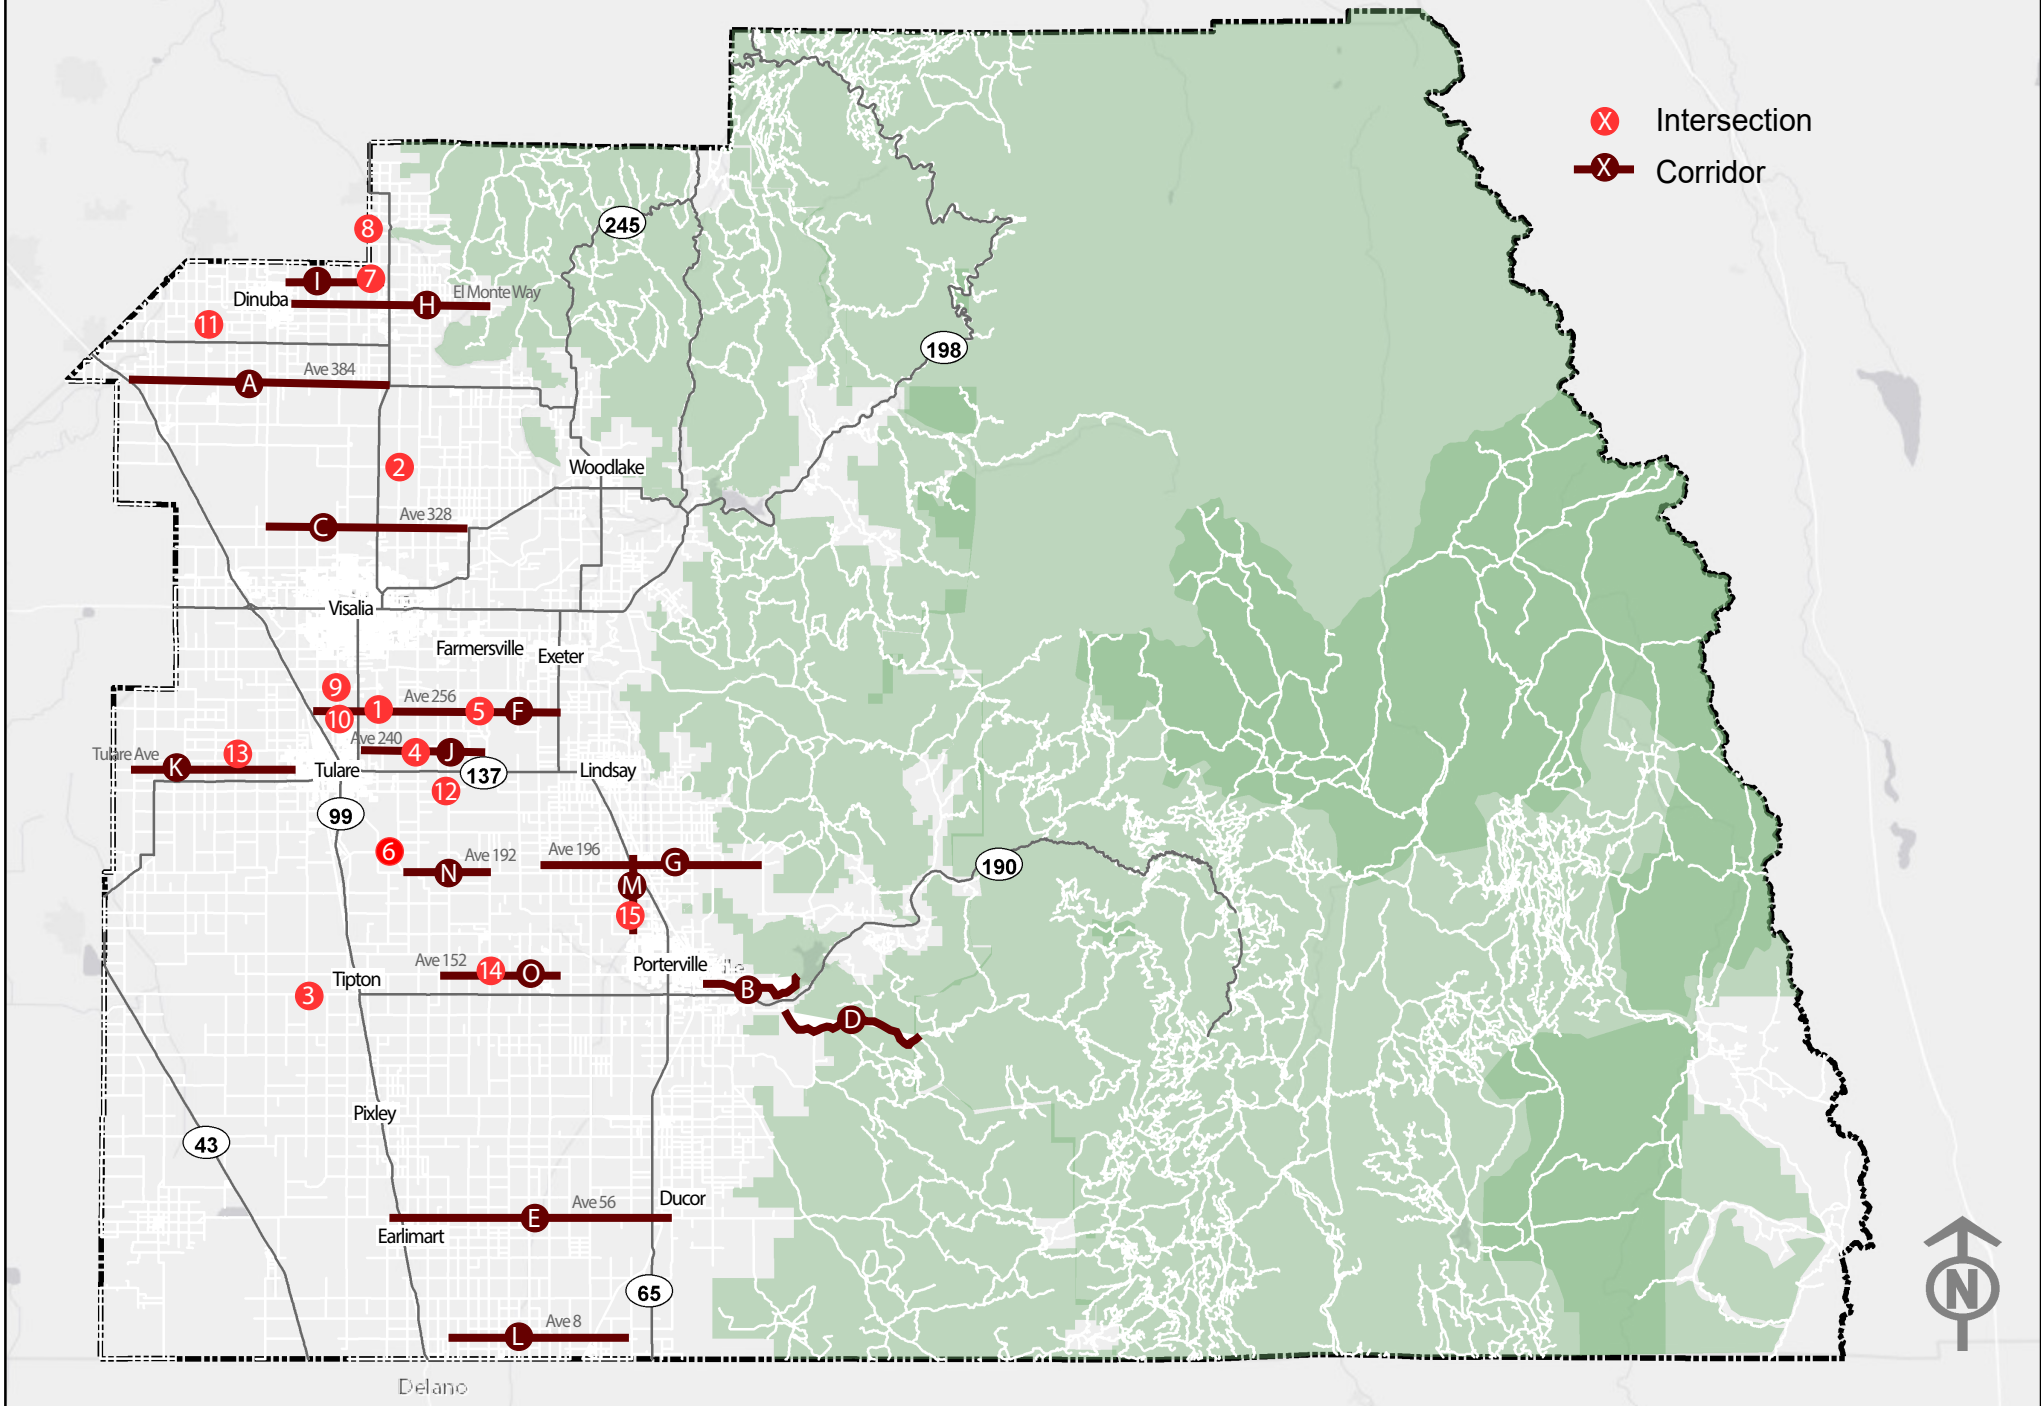 X Intersection
X Corridor
245
8
7
I
Dinuba
El Monte Way
H
11
198
Ave 384
A
2
Woodlake
Ave 328
C
Visalia
Farmersville
Exeter
9
Ave 256
10
1
5
F
Ave 240
4
J
Tulare Ave
13
K
Tulare
137
Lindsay
12
99
6
Ave 192
N
Ave 196
G
190
M
15
Ave 152
14
O
Porterville
Tipton
3
B
D
Pixley
43
Ave 56
Ducor
E
Earlimart
65
Ave 8
L
Delano
N